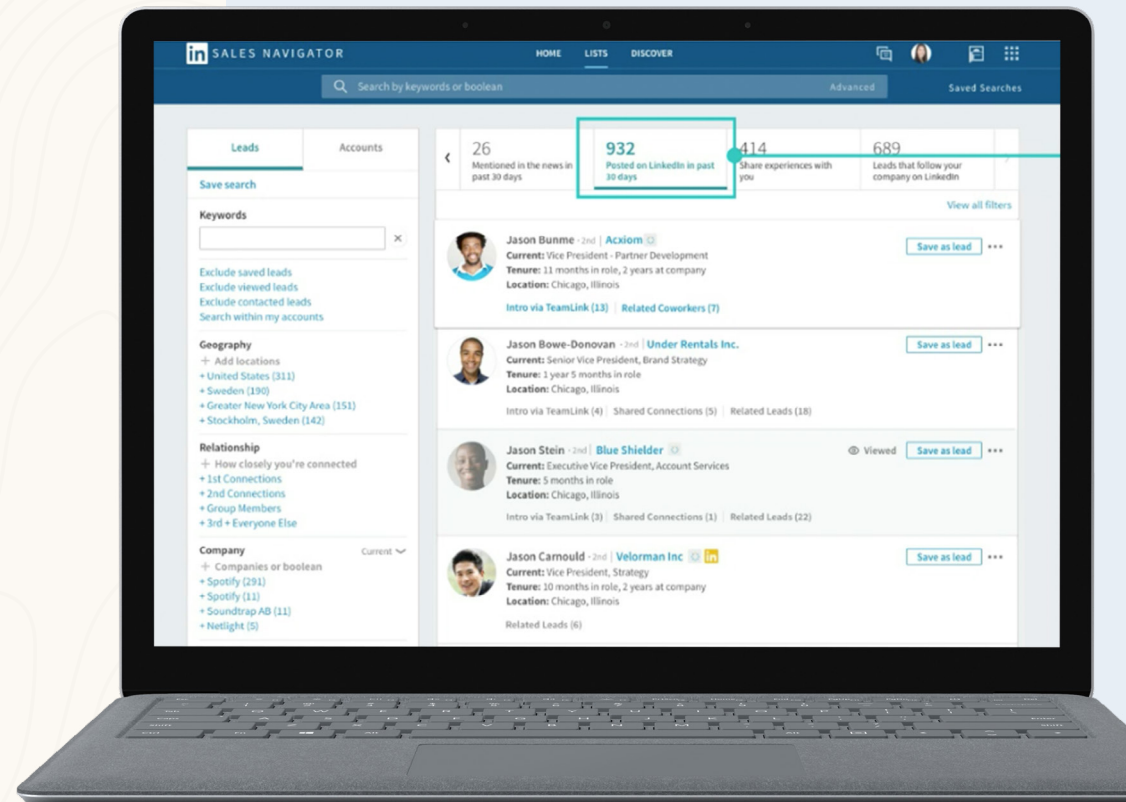 in SALES NAVIGATOR
HOME LISTS DISCOVER
Search by keywords or boolean
Advanced
Saved Searches
Leads Accounts
Save search
Keywords
Exclude saved leads
Exclude viewed leads
Exclude contacted leads
Search within my accounts
Geography
+ Add locations
+ United States (311)
+ Sweden (190)
+ Greater New York City Area (151)
+ Stockholm, Sweden (142)
Relationship
+ How closely you're connected
+ 1st Connections
+ 2nd Connections
+ Group Members
+ 3rd + Everyone Else
Company Current
+ Companies or boolean
+ Spotify (291)
+ Spotify (11)
+ Soundtrap AB (11)
+ Netlight (5)
26
Mentioned in the news in
past 30 days
932
Posted on LinkedIn in past
30 days
414
Share experiences with
you
689
Leads that follow your
company on LinkedIn
View all filters
Jason Bunme · 2nd | Acxiom
Current: Vice President - Partner Development
Tenure: 11 months in role, 2 years at company
Location: Chicago, Illinois
Intro via TeamLink (13) | Related Coworkers (7)
Save as lead
Jason Bowe-Donovan · 2nd | Under Rentals Inc.
Current: Senior Vice President, Brand Strategy
Tenure: 1 year 5 months in role
Location: Chicago, Illinois
Intro via TeamLink (4) | Shared Connections (5) | Related Leads (18)
Save as lead
Jason Stein · 2nd | Blue Shielder
Current: Executive Vice President, Account Services
Tenure: 5 months in role
Location: Chicago, Illinois
Intro via TeamLink (3) | Shared Connections (1) | Related Leads (22)
Viewed Save as lead
Jason Carnould · 2nd | Velorman Inc in
Current: Vice President, Strategy
Tenure: 10 months in role, 2 years at company
Location: Chicago, Illinois
Related Leads (6)
Save as lead